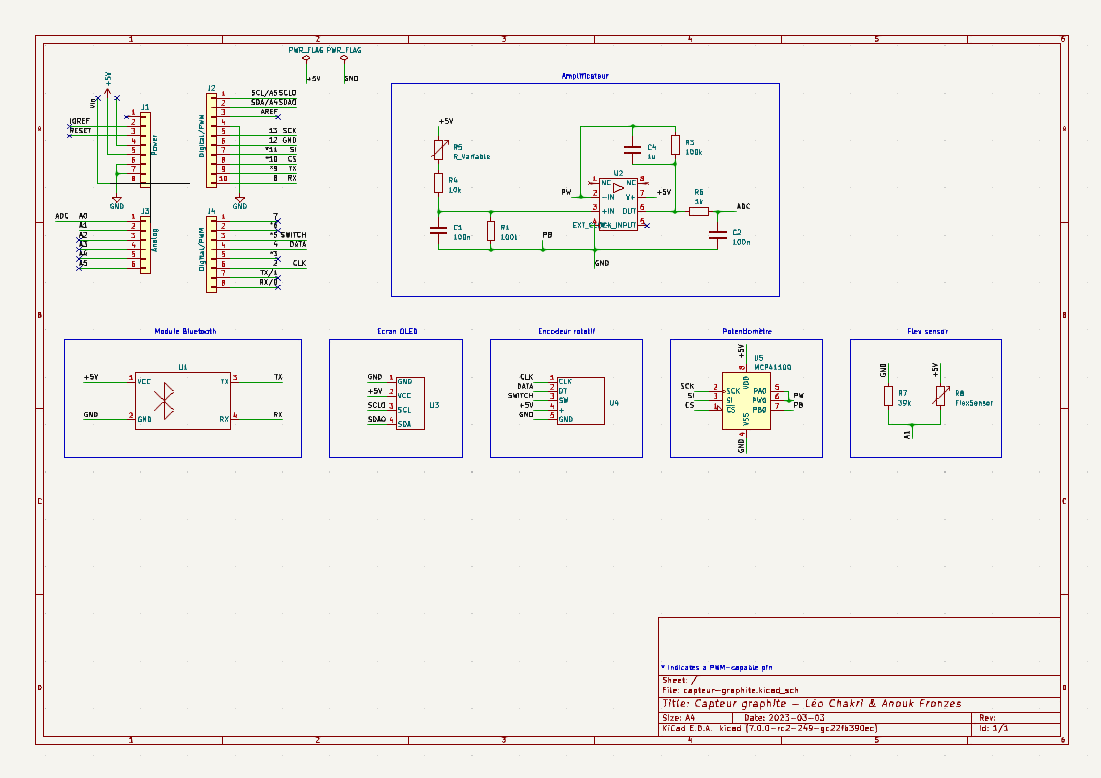 1 2 3 4 5 6
PWR_FLAG PWR_FLAG
+5V GND
+5V
Vin
J1
IOREF
RESET
1
2
3
4
5
6
7
8
Power
GND
J2
SCL/A5 SCLO
SDA/A4 SDAO
AREF
13 SCK
12 GND
*11 SI
*10 CS
*9 TX
8 RX
1
2
3
4
5
6
7
8
9
10
Digital/PWM
GND
J3
ADC A0
A1
A2
A3
A4
A5
1
2
3
4
5
6
Analog
J4
7
*5 SWITCH
4 DATA
*3
2 CLK
TX/1
RX/0
1
2
3
4
5
6
7
8
Digital/PWM
Amplificateur
+5V
R5
R_Variable
R4
10k
C1
100n
R1
100k
PB
PW
U2
1 NC NC 8
2 -IN V+ 7
3 +IN OUT 6
EXT_CLOCK_INPUT 5
+5V
GND
C4
1u
R3
100k
R6
1k
ADC
C2
100n
Module Bluetooth
U1
+5V 1 VCC TX 3 TX
GND 2 GND RX 4 RX
Ecran OLED
GND 1 GND
+5V 2 VCC
SCLO 3 SCL
SDAO 4 SDA
U3
Encodeur rotatif
CLK 1 CLK
DATA 2 DT
SWITCH 3 SW
+5V 4 +
GND 5 GND
U4
Potentiomètre
+5V
U5
MCP41100
8 VDD
SCK 2 SCK PA0 5
SI 3 SI PW0 6 PW
CS 1 CS PB0 7 PB
VSS 4
GND
Flex sensor
GND +5V
R7
39k
R8
FlexSensor
A1
A
B
C
D
A
B
C
D
* Indicates a PWM-capable pin
Sheet: /
File: capteur-graphite.kicad_sch
Title: Capteur graphite - Léo Chakri & Anouk Fronzes
Size: A4 Date: 2023-03-03 Rev:
KiCad E.D.A. kicad (7.0.0-rc2-249-gc22fb390ec) Id: 1/1
1 2 3 4 5 6